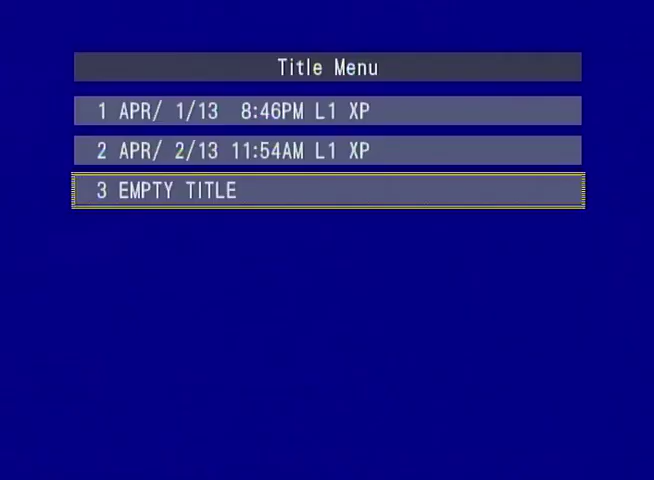 Title Menu
1 APR/ 1/13 8:46PM L1 XP
2 APR/ 2/13 11:54AM L1 XP
3 EMPTY TITLE